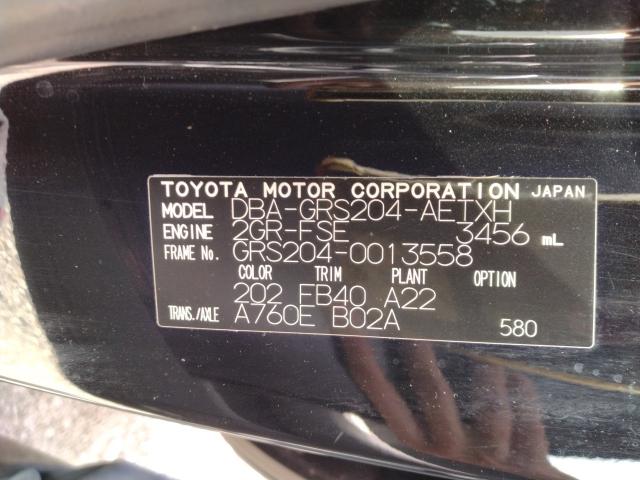 TOYOTA MOTOR CORPORATION JAPAN
MODEL DBA-GRS204-AETXH
ENGINE 2GR-FSE 3456 mL
FRAME No. GRS204-0013558
COLOR TRIM PLANT OPTION
202 FB40 A22
TRANS./AXLE A760E B02A 580